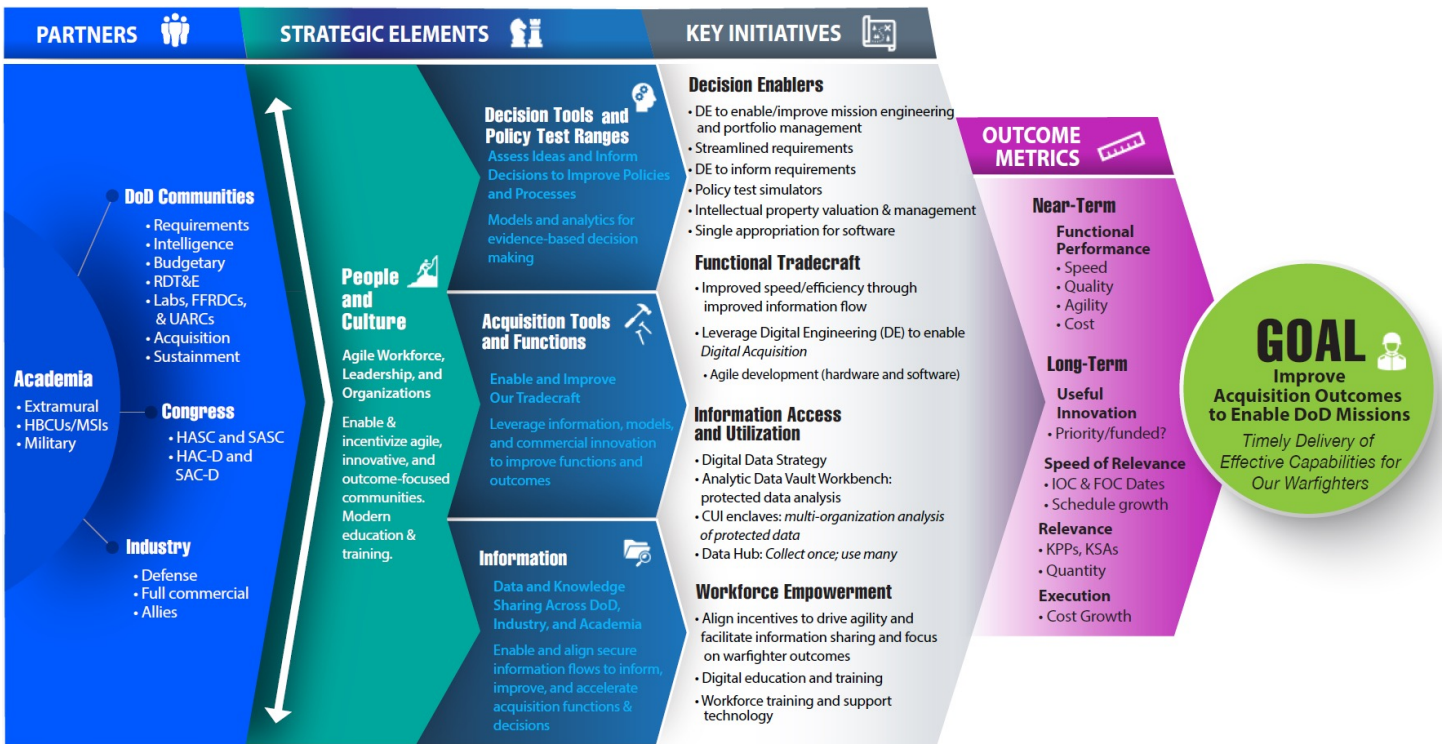 PARTNERS
STRATEGIC ELEMENTS
KEY INITIATIVES
Academia
• Extramural
• HBCUs/MSIs
• Military
DoD Communities
• Requirements
• Intelligence
• Budgetary
• RDT&E
• Labs, FFRDCs,
& UARCs
• Acquisition
• Sustainment
Congress
• HASC and SASC
• HAC-D and
SAC-D
Industry
• Defense
• Full commercial
• Allies
People
and
Culture
Agile Workforce,
Leadership, and
Organizations
Enable &
incentivize agile,
innovative, and
outcome-focused
communities.
Modern
education &
training.
Decision Tools and
Policy Test Ranges
Assess Ideas and Inform
Decisions to Improve Policies
and Processes
Models and analytics for
evidence-based decision
making
Acquisition Tools
and Functions
Enable and Improve
Our Tradecraft
Leverage information, models,
and commercial innovation
to improve functions and
outcomes
Information
Data and Knowledge
Sharing Across DoD,
Industry, and Academia
Enable and align secure
information flows to inform,
improve, and accelerate
acquisition functions &
decisions
Decision Enablers
• DE to enable/improve mission engineering
and portfolio management
• Streamlined requirements
• DE to inform requirements
• Policy test simulators
• Intellectual property valuation & management
• Single appropriation for software
Functional Tradecraft
• Improved speed/efficiency through
improved information flow
• Leverage Digital Engineering (DE) to enable
Digital Acquisition
• Agile development (hardware and software)
Information Access
and Utilization
• Digital Data Strategy
• Analytic Data Vault Workbench:
protected data analysis
• CUI enclaves: multi-organization analysis
of protected data
• Data Hub: Collect once; use many
Workforce Empowerment
• Align incentives to drive agility and
facilitate information sharing and focus
on warfighter outcomes
• Digital education and training
• Workforce training and support
technology
OUTCOME
METRICS
Near-Term
Functional
Performance
• Speed
• Quality
• Agility
• Cost
Long-Term
Useful
Innovation
• Priority/funded?
Speed of Relevance
• IOC & FOC Dates
• Schedule growth
Relevance
• KPPs, KSAs
• Quantity
Execution
• Cost Growth
GOAL
Improve
Acquisition Outcomes
to Enable DoD Missions
Timely Delivery of
Effective Capabilities for
Our Warfighters